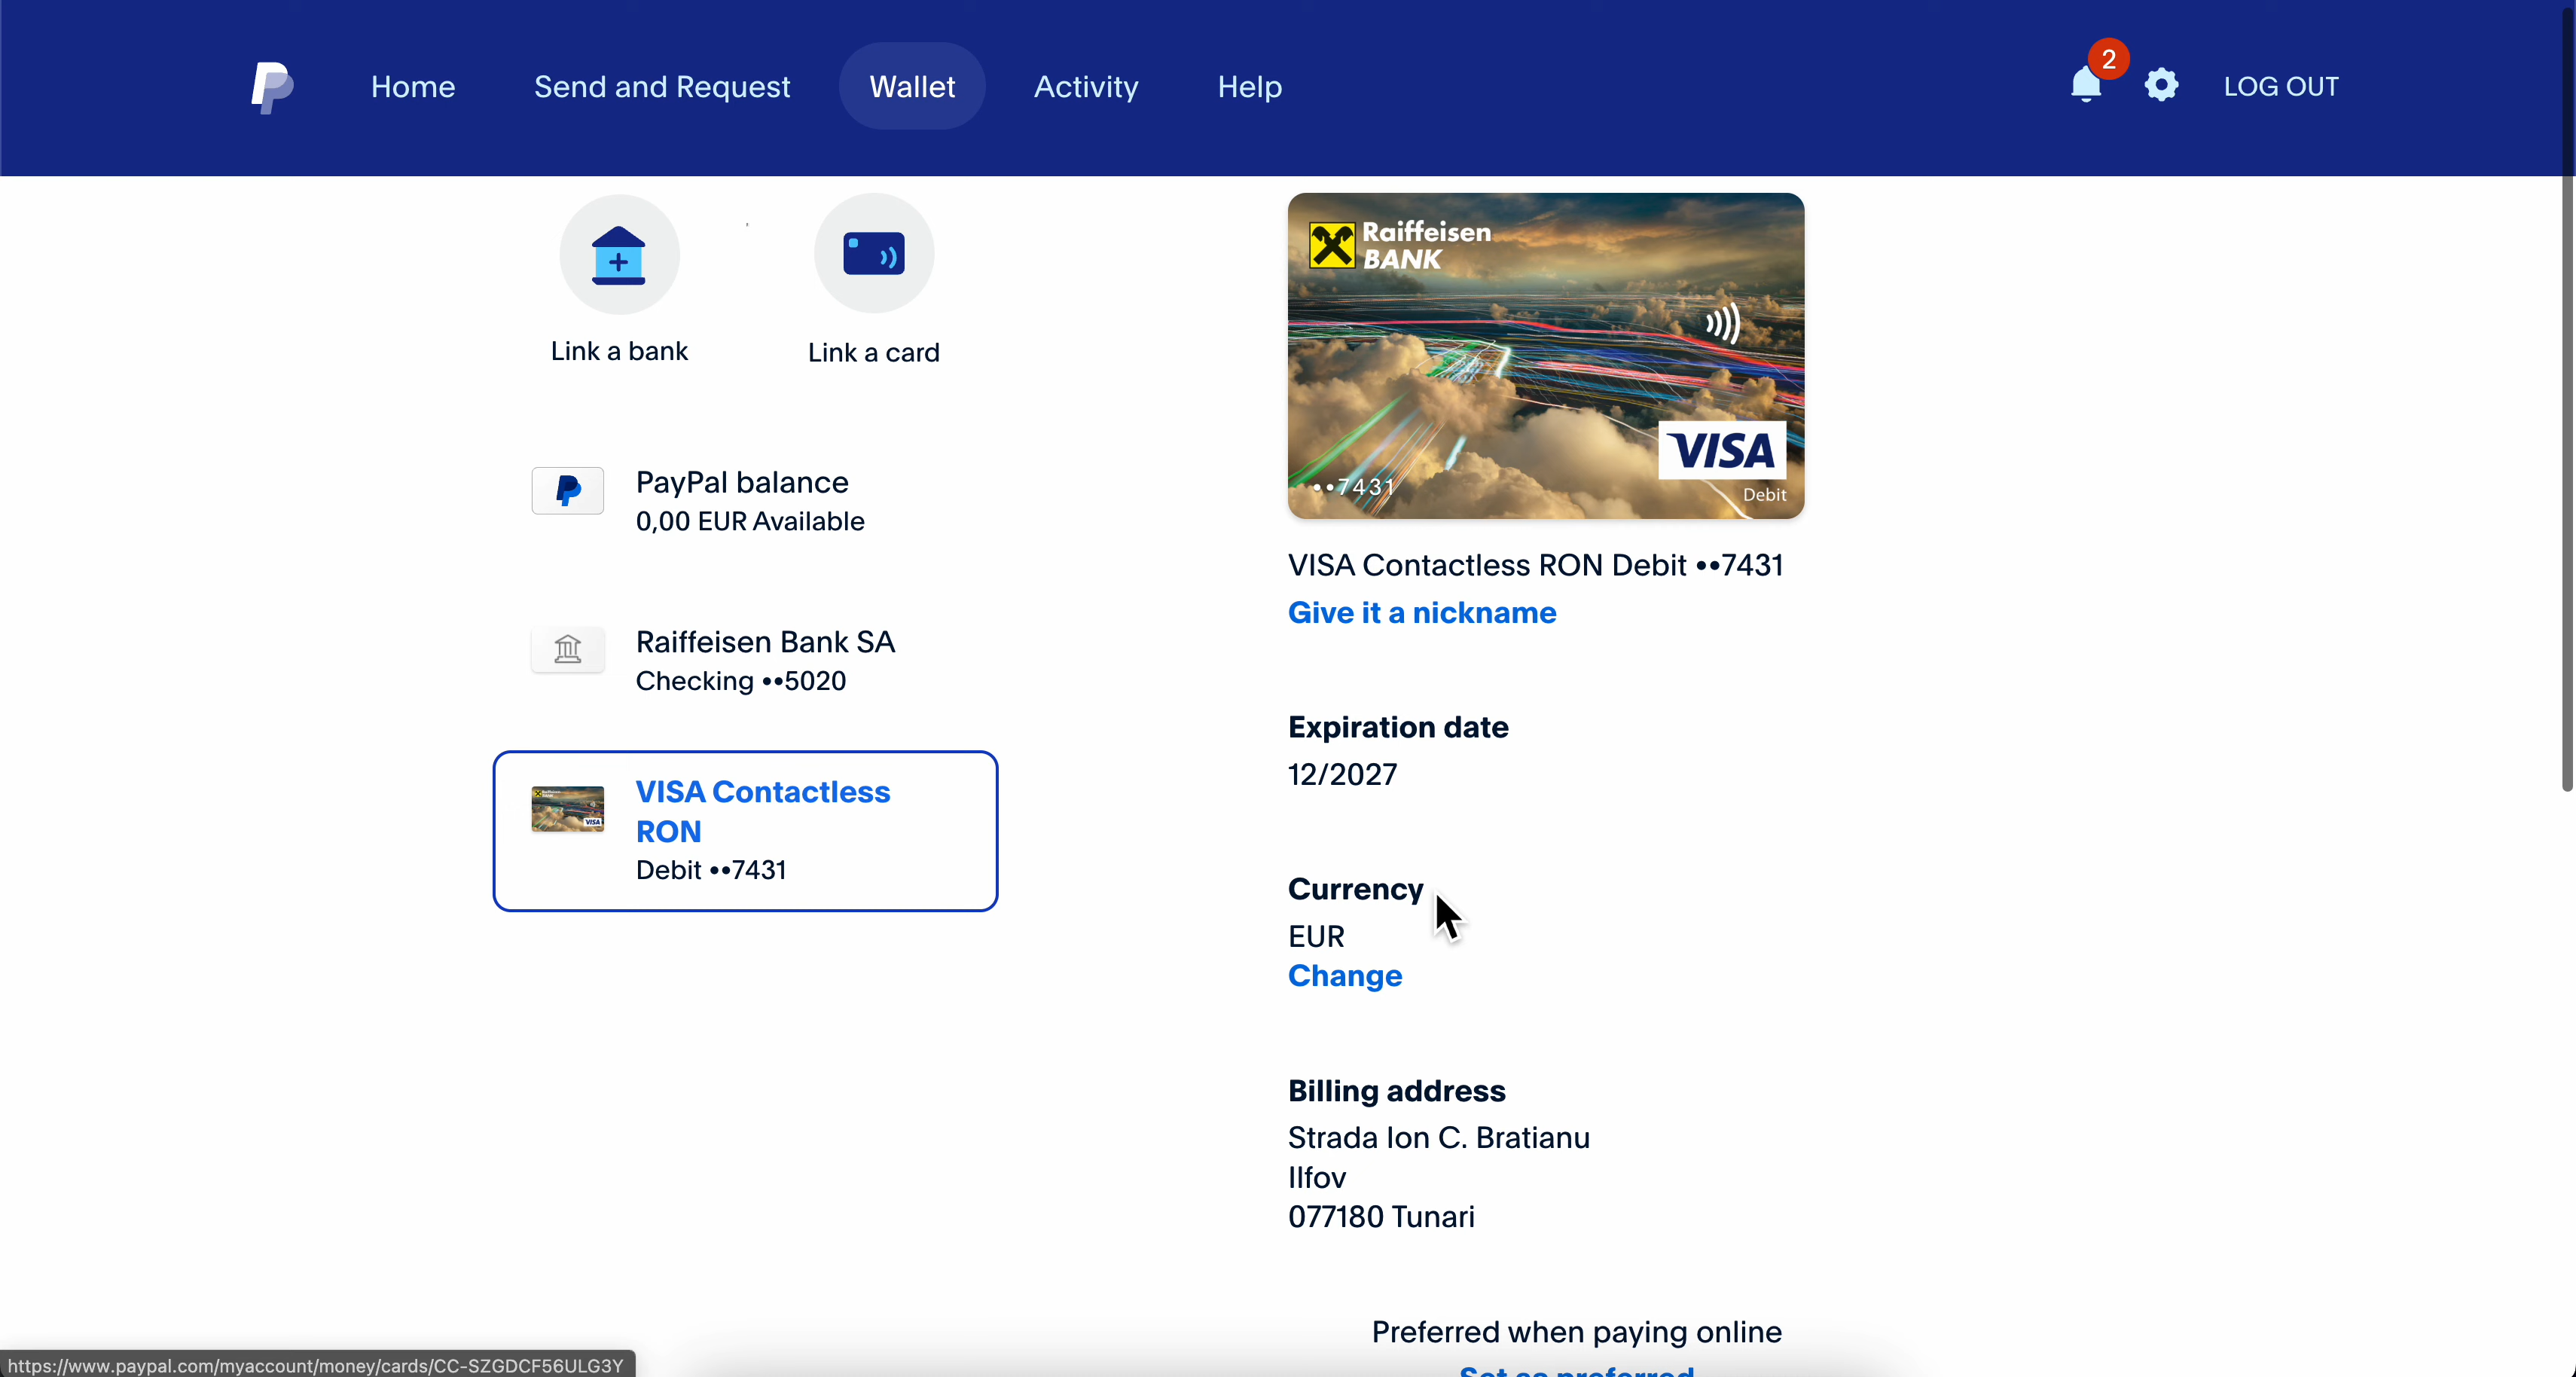 Home
Send and Request
Wallet
Activity
Help
2
LOG OUT
Link a bank
Link a card
PayPal balance
0,00 EUR Available
Raiffeisen Bank SA
Checking ••5020
VISA Contactless
RON
Debit ••7431
Raiffeisen
BANK
••7431
VISA
Debit
VISA Contactless RON Debit ••7431
Give it a nickname
Expiration date
12/2027
Currency
EUR
Change
Billing address
Strada Ion C. Bratianu
Ilfov
077180 Tunari
Preferred when paying online
Set as preferred
https://www.paypal.com/myaccount/money/cards/CC-SZGDCF56ULG3Y